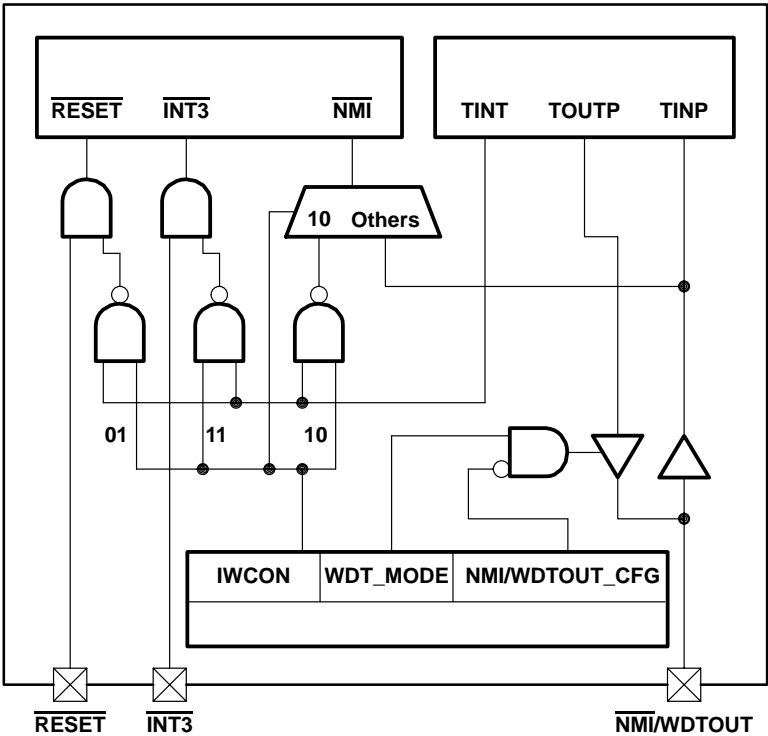 RESET INT3 NMI
TINT TOUTP TINP
10 Others
01 11 10
IWCON WDT_MODE NMI/WDTOUT_CFG
RESET INT3 NMI/WDTOUT